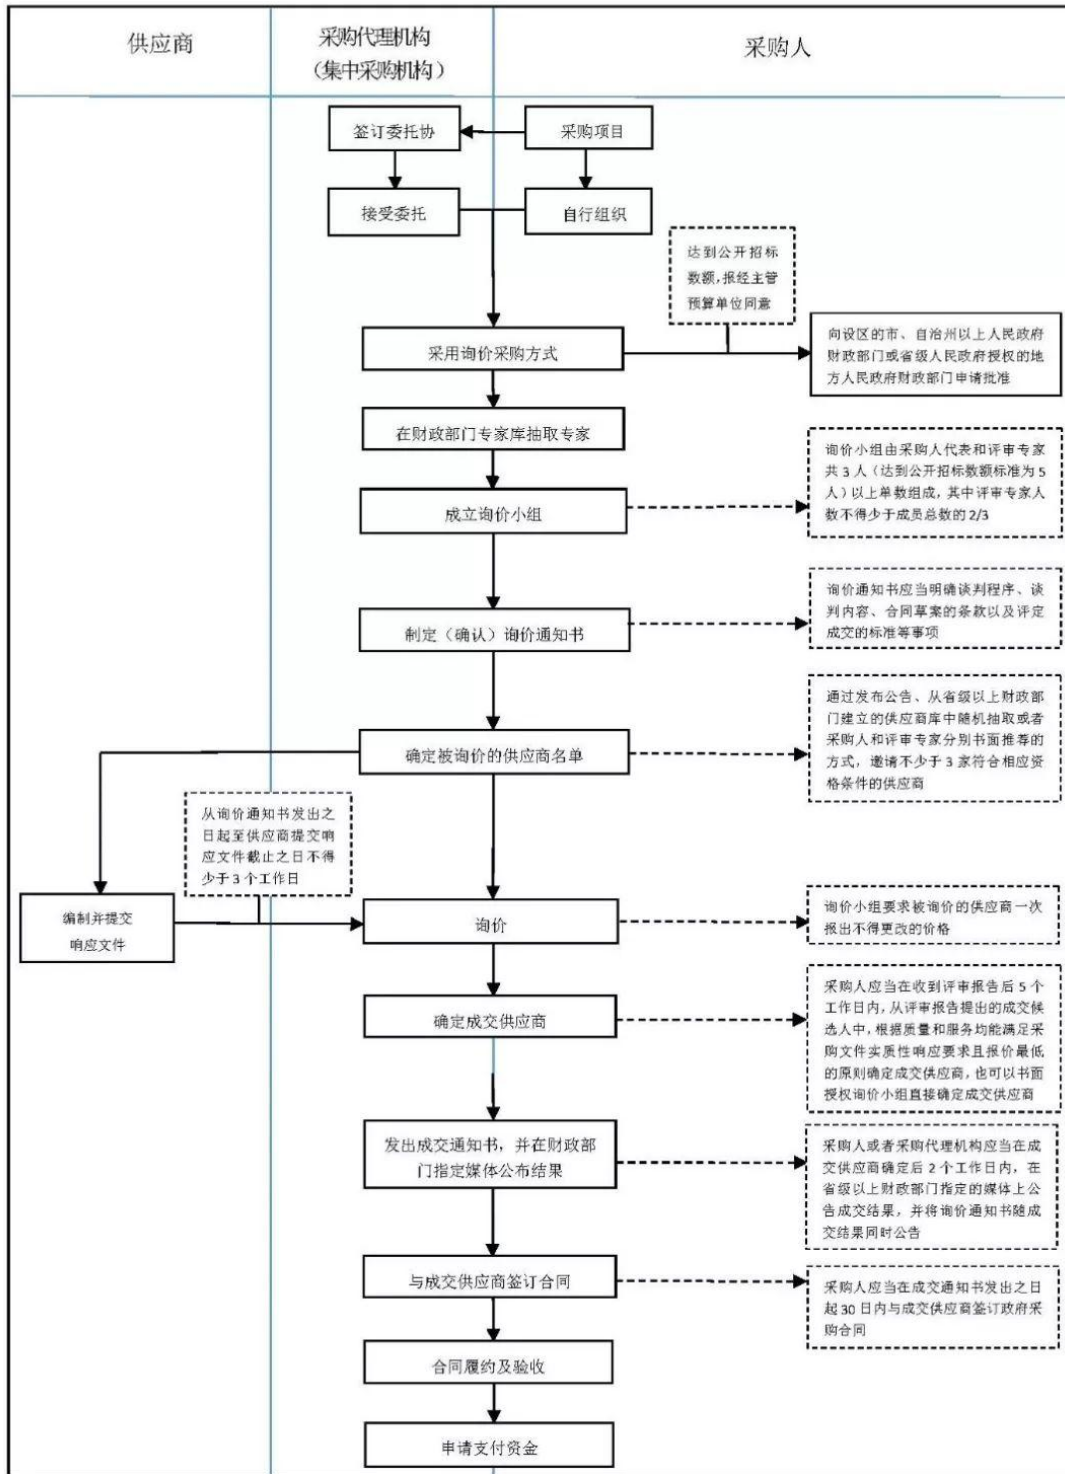 供应商
采购代理机构
（集中采购机构）
采购人
签订委托协
采购项目
接受委托
自行组织
达到公开招标
数额,报经主管
预算单位同意
采用询价采购方式
向设区的市、自治州以上人民政府
财政部门或省级人民政府授权的地
方人民政府财政部门申请批准
在财政部门专家库抽取专家
成立询价小组
询价小组由采购人代表和评审专家
共3人（达到公开招标数额标准为5
人）以上单数组成，其中评审专家人
数不得少于成员总数的2/3
制定（确认）询价通知书
询价通知书应当明确谈判程序、谈
判内容、合同草案的条款以及评定
成交的标准等事项
确定被询价的供应商名单
通过发布公告、从省级以上财政部
门建立的供应商库中随机抽取或者
采购人和评审专家分别书面推荐的
方式，邀请不少于3家符合相应资
格条件的供应商
从询价通知书发出之
日起至供应商提交响
应文件截止之日不得
少于3个工作日
编制并提交
响应文件
询价
询价小组要求被询价的供应商一次
报出不得更改的价格
确定成交供应商
采购人应当在收到评审报告后5个
工作日内，从评审报告提出的成交候
选人中，根据质量和服务均能满足采
购文件实质性响应要求且报价最低
的原则确定成交供应商，也可以书面
授权询价小组直接确定成交供应商
发出成交通知书，并在财政部
门指定媒体公布结果
采购人或者采购代理机构应当在成
交供应商确定后2个工作日内，在
省级以上财政部门指定的媒体上公
告成交结果，并将询价通知书随成
交结果同时公告
与成交供应商签订合同
采购人应当在成交通知书发出之日
起30日内与成交供应商签订政府采
购合同
合同履约及验收
申请支付资金